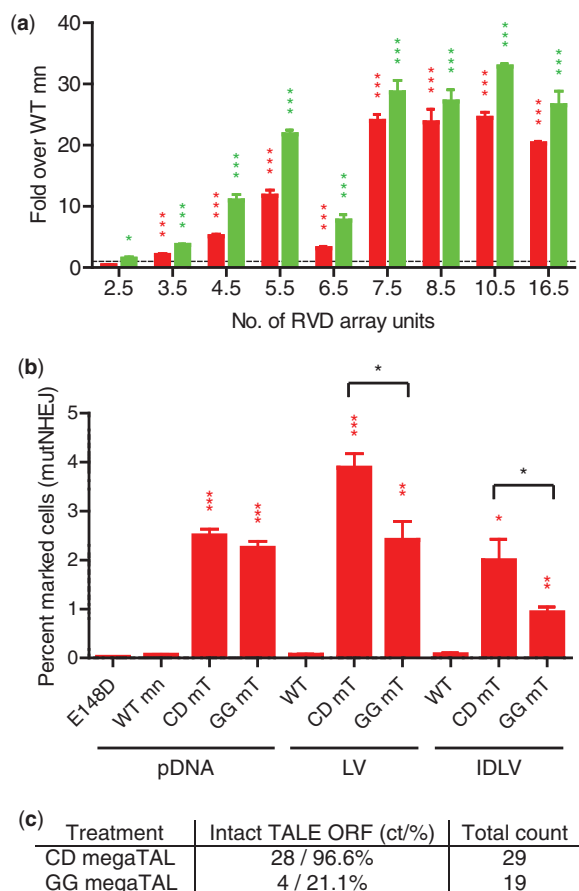 (a)
Fold over WT mn
40
30
20
10
0
* *** *** *** *** *** *** *** *** *** *** *** *** *** *** *** ***
2.5 3.5 4.5 5.5 6.5 7.5 8.5 10.5 16.5
No. of RVD array units
(b)
Percent marked cells (mutNHEJ)
5
4
3
2
1
0
* *
*** *** *** ** * **
E148D WT mn CD mT GG mT WT CD mT GG mT WT CD mT GG mT
pDNA LV IDLV
(c)
Treatment Intact TALE ORF (ct/%) Total count
CD megaTAL 28 / 96.6% 29
GG megaTAL 4 / 21.1% 19